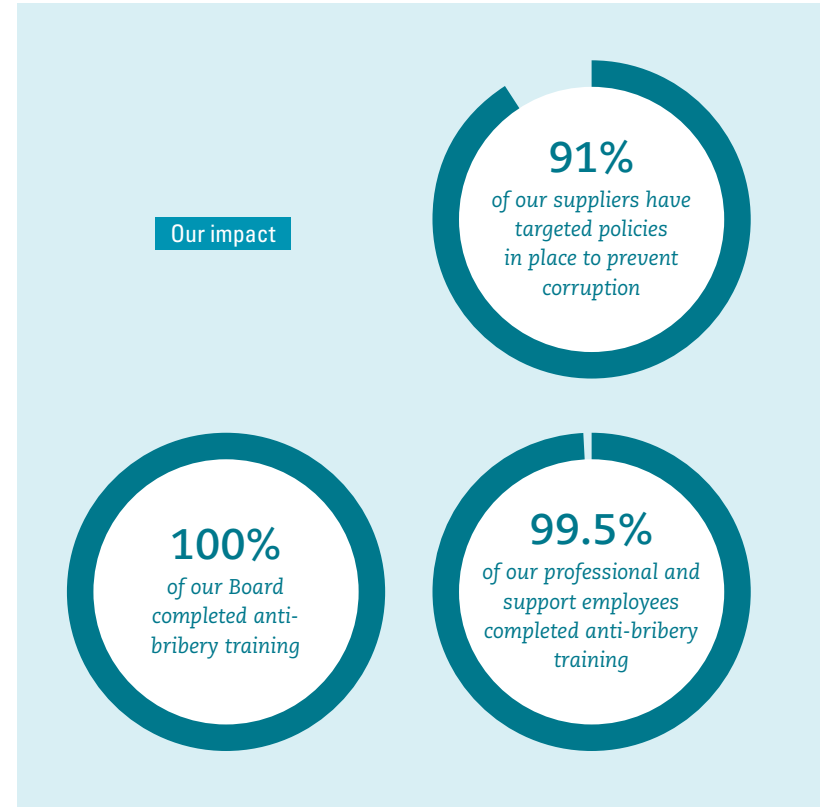 Our impact
91%
of our suppliers have
targeted policies
in place to prevent
corruption
100%
of our Board
completed anti-
bribery training
99.5%
of our professional and
support employees
completed anti-bribery
training